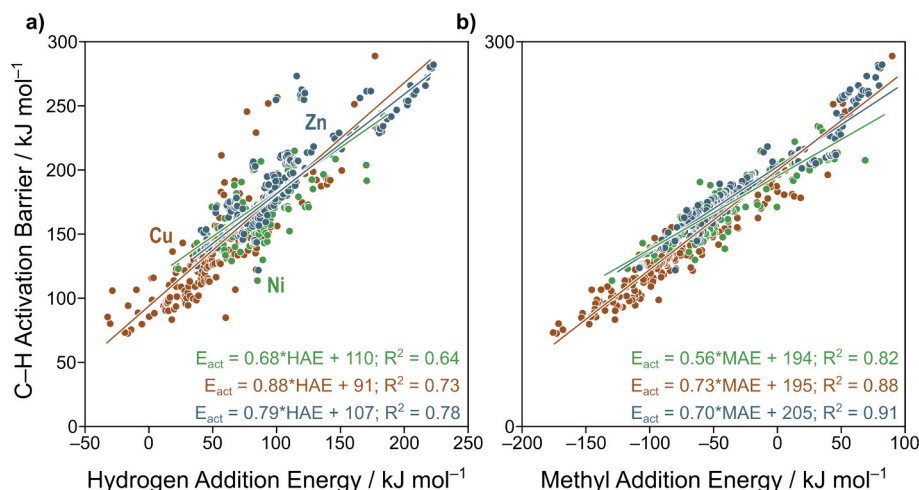 a)
b)
C–H Activation Barrier / kJ mol⁻¹
300
250
200
150
100
50
0
Zn
Cu
Ni
E_act = 0.68*HAE + 110; R² = 0.64
E_act = 0.88*HAE + 91; R² = 0.73
E_act = 0.79*HAE + 107; R² = 0.78
–50 0 50 100 150 200 250
Hydrogen Addition Energy / kJ mol⁻¹
300
0
E_act = 0.56*MAE + 194; R² = 0.82
E_act = 0.73*MAE + 195; R² = 0.88
E_act = 0.70*MAE + 205; R² = 0.91
–200 –150 –100 –50 0 50 100
Methyl Addition Energy / kJ mol⁻¹